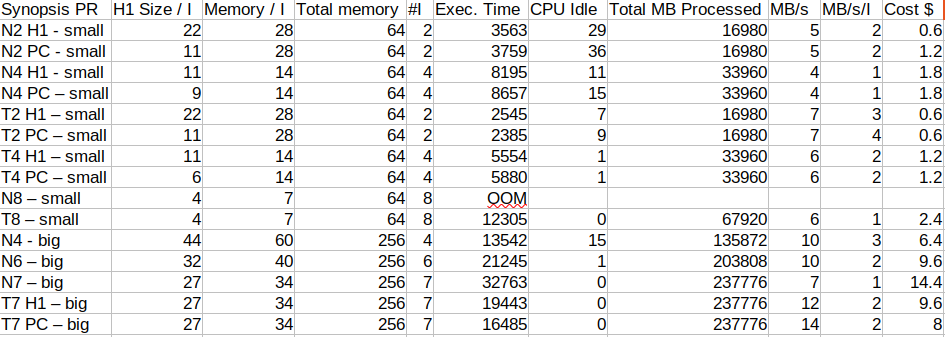 Synopsis PR H1 Size / I Memory / I Total memory #I Exec. Time CPU Idle Total MB Processed MB/s MB/s/I Cost $
N2 H1 - small 22 28 64 2 3563 29 16980 5 2 0.6
N2 PC - small 11 28 64 2 3759 36 16980 5 2 1.2
N4 H1 - small 11 14 64 4 8195 11 33960 4 1 1.8
N4 PC – small 9 14 64 4 8657 15 33960 4 1 1.8
T2 H1 – small 22 28 64 2 2545 7 16980 7 3 0.6
T2 PC – small 11 28 64 2 2385 9 16980 7 4 0.6
T4 H1 – small 11 14 64 4 5554 1 33960 6 2 1.2
T4 PC – small 6 14 64 4 5880 1 33960 6 2 1.2
N8 – small 4 7 64 8 OOM
T8 – small 4 7 64 8 12305 0 67920 6 1 2.4
N4 - big 44 60 256 4 13542 15 135872 10 3 6.4
N6 – big 32 40 256 6 21245 1 203808 10 2 9.6
N7 – big 27 34 256 7 32763 0 237776 7 1 14.4
T7 H1 – big 27 34 256 7 19443 0 237776 12 2 9.6
T7 PC – big 27 34 256 7 16485 0 237776 14 2 8